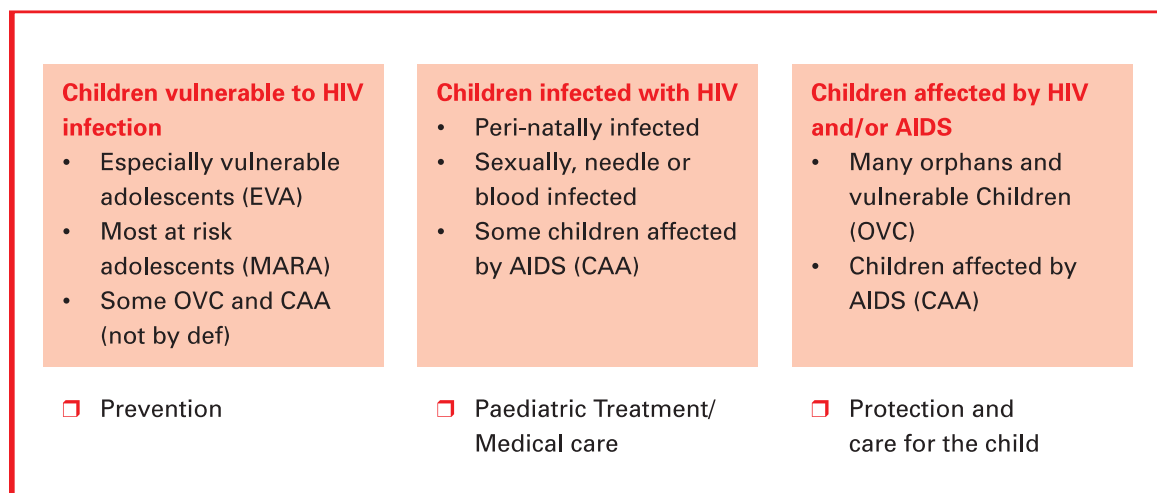 Children vulnerable to HIV
infection
• Especially vulnerable
adolescents (EVA)
• Most at risk
adolescents (MARA)
• Some OVC and CAA
(not by def)
❒ Prevention
Children infected with HIV
• Peri-natally infected
• Sexually, needle or
blood infected
• Some children affected
by AIDS (CAA)
❒ Paediatric Treatment/
Medical care
Children affected by HIV
and/or AIDS
• Many orphans and
vulnerable Children
(OVC)
• Children affected by
AIDS (CAA)
❒ Protection and
care for the child